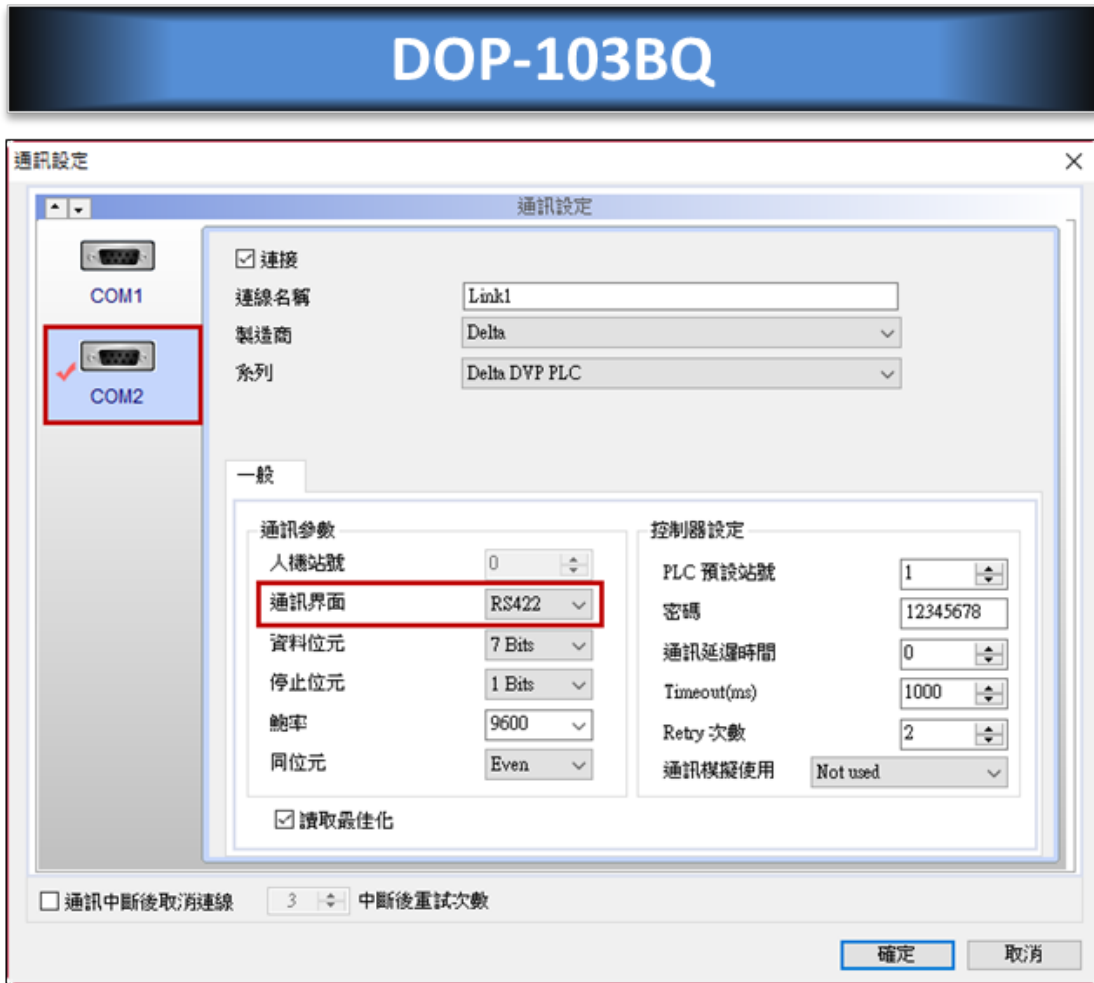 DOP-103BQ
通訊設定
通訊設定
COM1
COM2
連接
連線名稱 Link1
製造商 Delta
系列 Delta DVP PLC
一般
通訊參數
人機站號 0
通訊界面 RS422
資料位元 7 Bits
停止位元 1 Bits
鮑率 9600
同位元 Even
讀取最佳化
控制器設定
PLC 預設站號 1
密碼 12345678
通訊延遲時間 0
Timeout(ms) 1000
Retry 次數 2
通訊模擬使用 Not used
通訊中斷後取消連線 3 中斷後重試次數
確定 取消